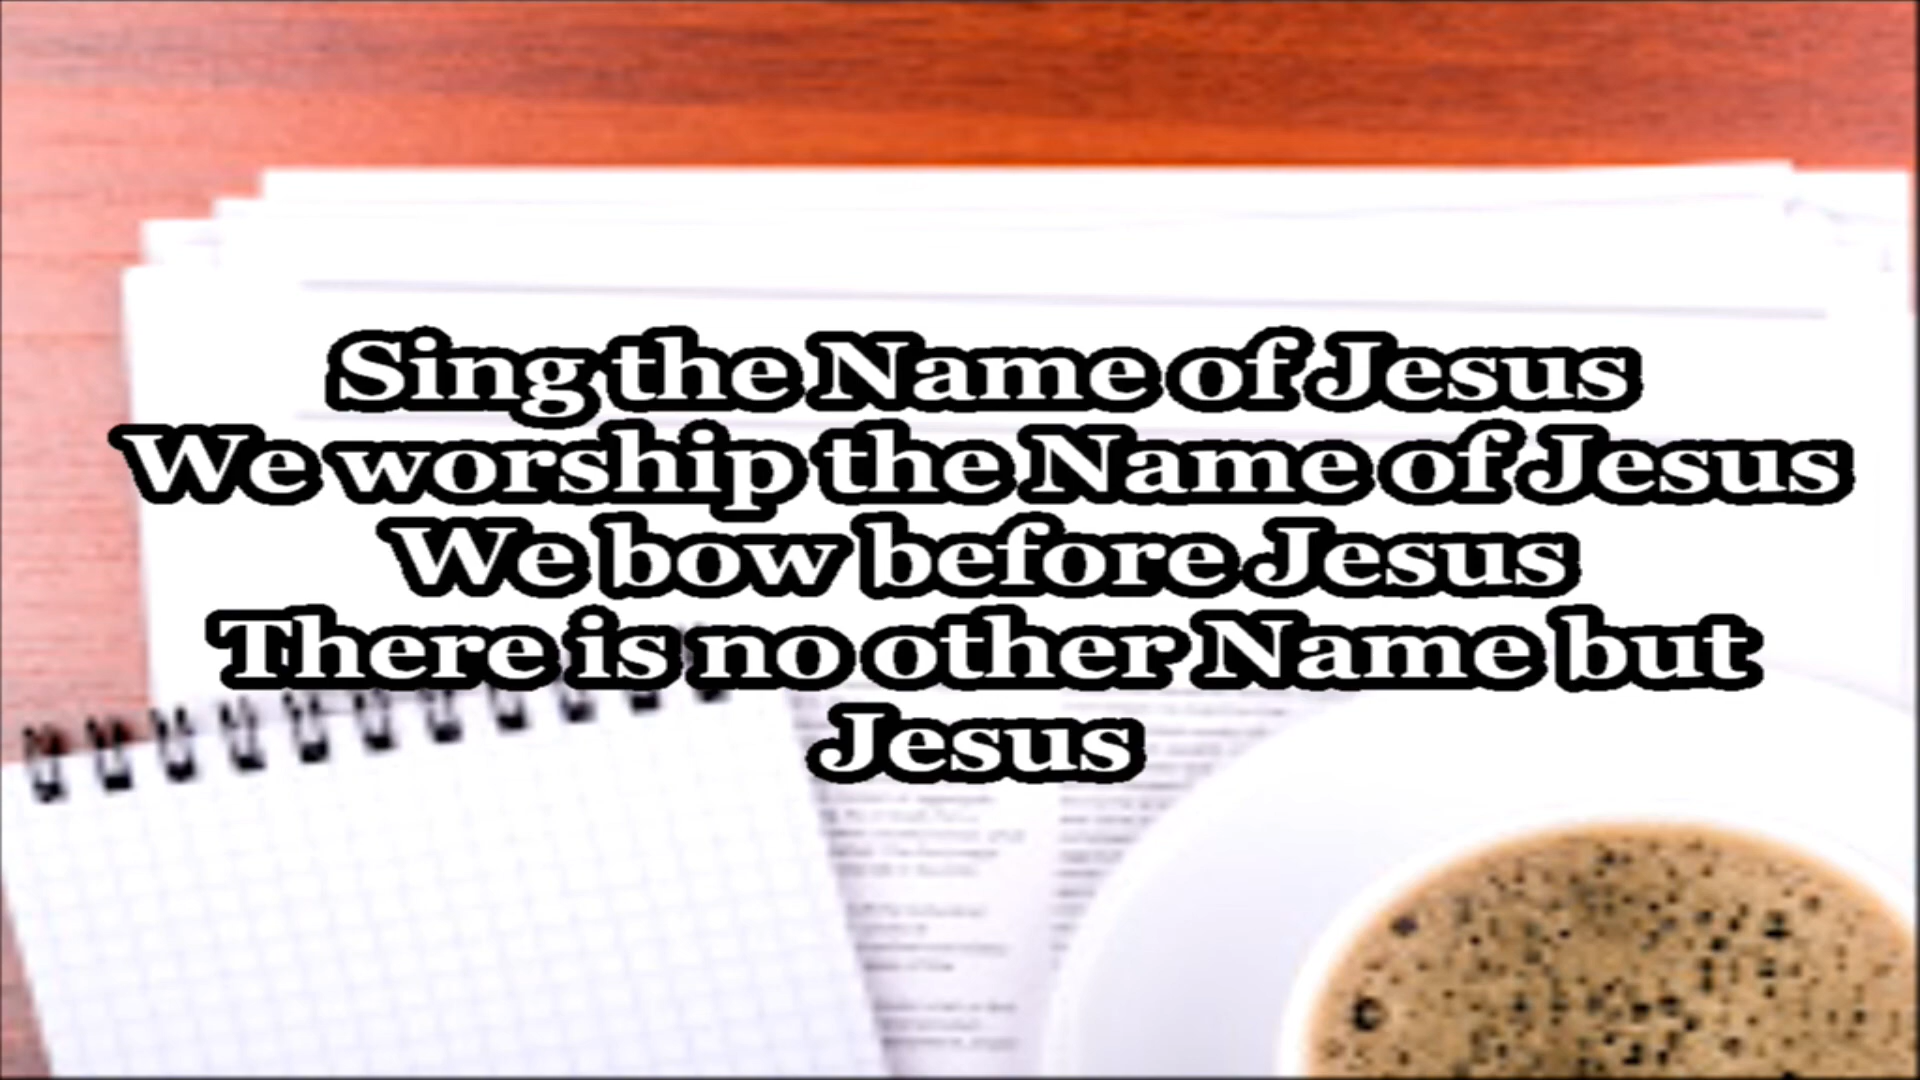 Sing the Name of Jesus
We worship the Name of Jesus
We bow before Jesus
There is no other Name but
Jesus